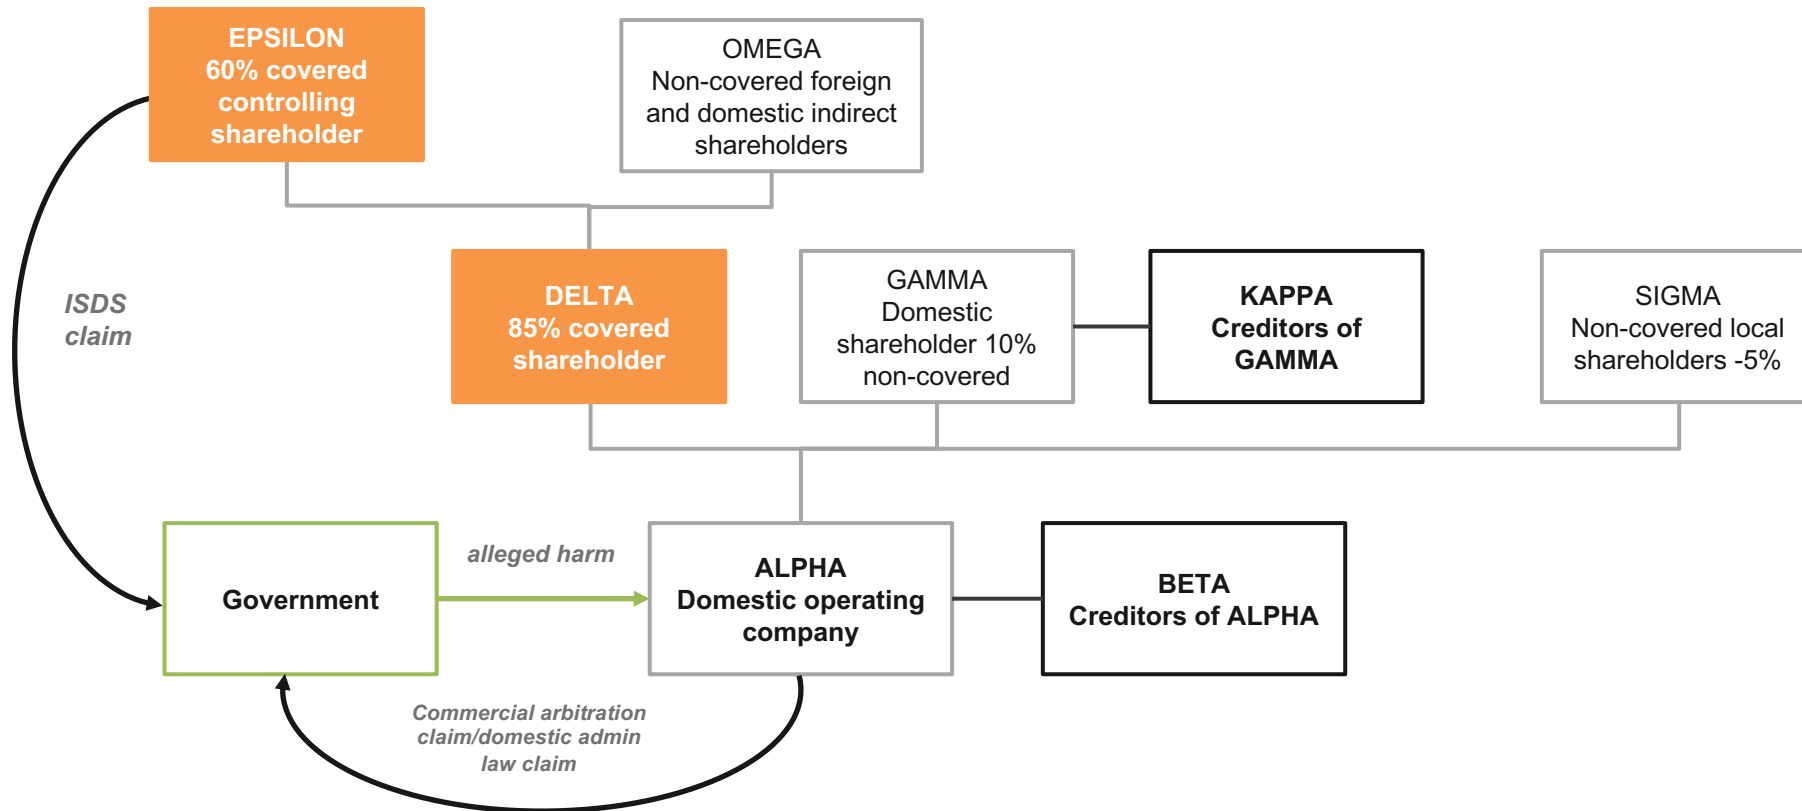 EPSILON
60% covered
controlling
shareholder
OMEGA
Non-covered foreign
and domestic indirect
shareholders
ISDS
claim
DELTA
85% covered
shareholder
GAMMA
Domestic
shareholder 10%
non-covered
KAPPA
Creditors of
GAMMA
SIGMA
Non-covered local
shareholders -5%
Government
alleged harm
ALPHA
Domestic operating
company
BETA
Creditors of ALPHA
Commercial arbitration
claim/domestic admin
law claim